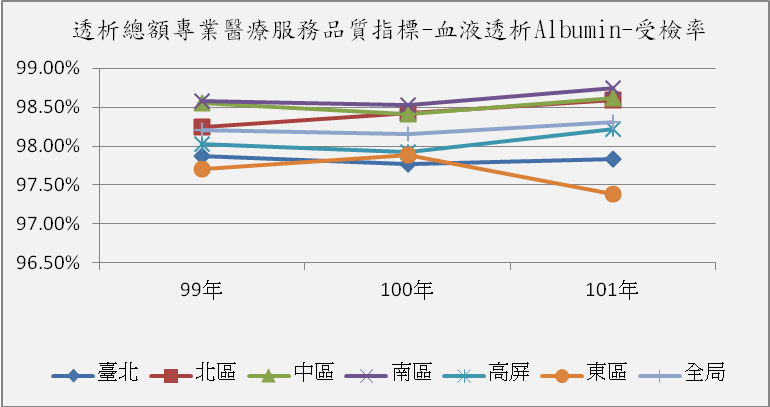 透析總額專業醫療服務品質指標-血液透析Albumin-受檢率
99.00%
98.50%
98.00%
97.50%
97.00%
96.50%
99年 100年 101年
臺北 北區 中區 南區 高屏 東區 全局